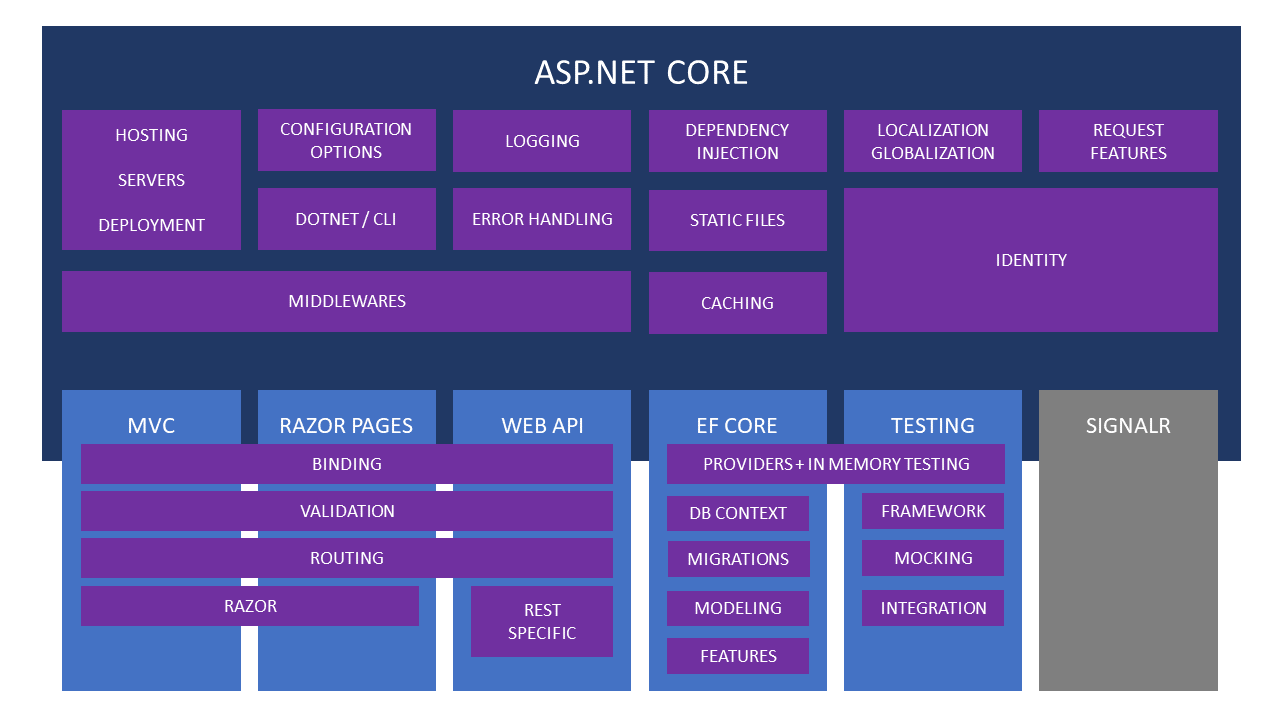 ASP.NET CORE
HOSTING
SERVERS
DEPLOYMENT
CONFIGURATION
OPTIONS
LOGGING
DEPENDENCY
INJECTION
LOCALIZATION
GLOBALIZATION
REQUEST
FEATURES
DOTNET / CLI
ERROR HANDLING
STATIC FILES
IDENTITY
MIDDLEWARES
CACHING
MVC
RAZOR PAGES
WEB API
EF CORE
TESTING
SIGNALR
BINDING
VALIDATION
ROUTING
RAZOR
REST
SPECIFIC
PROVIDERS + IN MEMORY TESTING
DB CONTEXT
MIGRATIONS
MODELING
FEATURES
FRAMEWORK
MOCKING
INTEGRATION